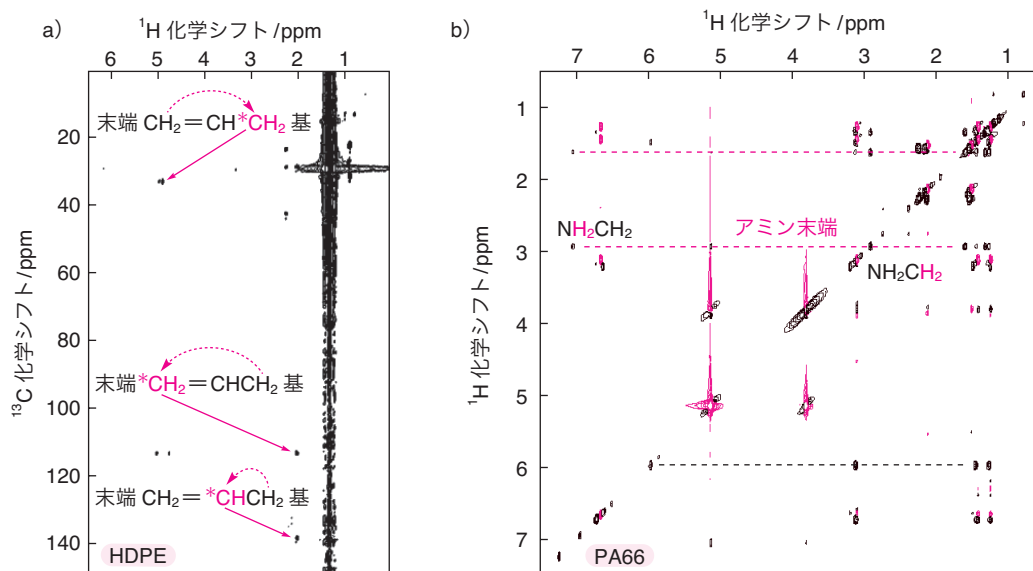 a)
¹H 化学シフト/ppm
6 5 4 3 2 1
¹³C 化学シフト/ppm
20
40
60
80
100
120
140
末端 CH₂=CH*CH₂ 基
末端 *CH₂=CHCH₂ 基
末端 CH₂=*CHCH₂ 基
HDPE
b)
¹H 化学シフト/ppm
7 6 5 4 3 2 1
¹H 化学シフト/ppm
1
2
3
4
5
6
7
NH₂CH₂
アミン末端
NH₂CH₂
PA66